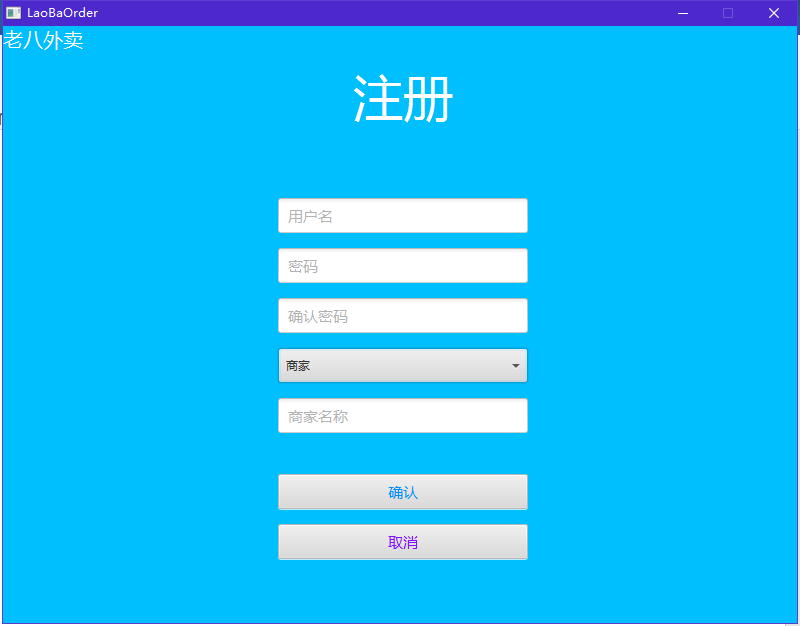 LaoBaOrder
老八外卖
注册
用户名
密码
确认密码
商家
商家名称
确认
取消